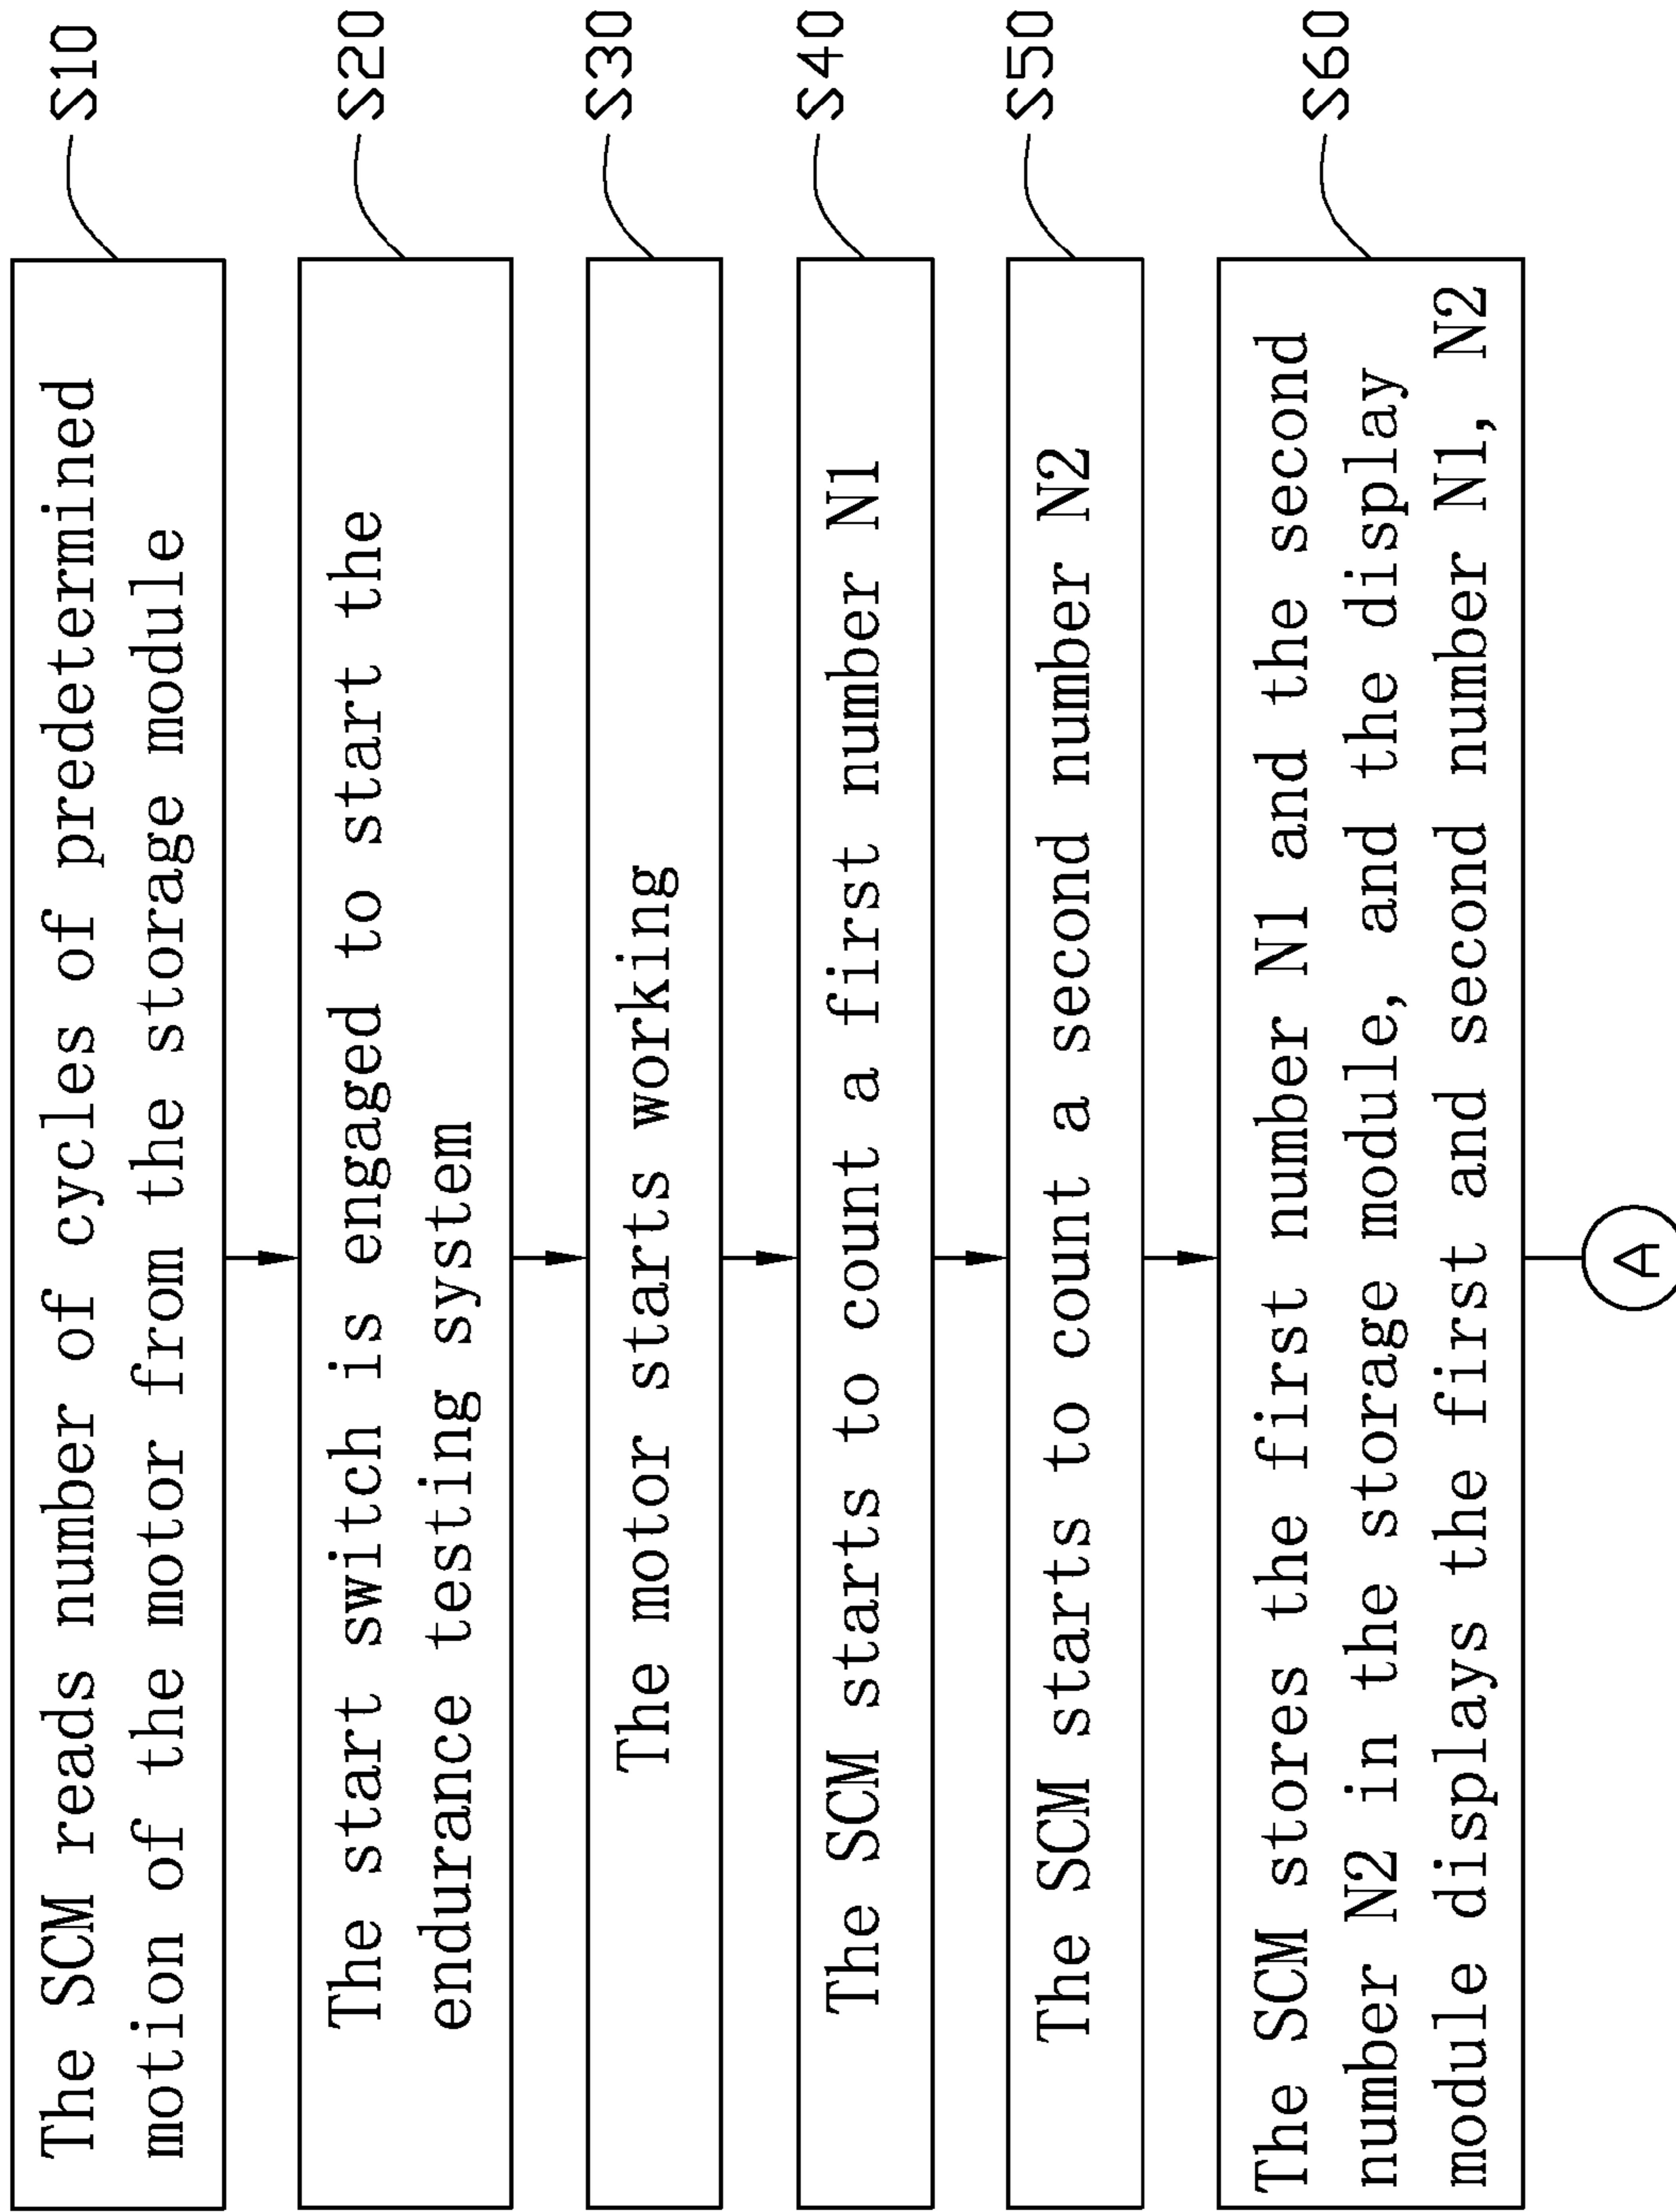 The SCM reads number of cycles of predetermined
motion of the motor from the storage module
S10
The start switch is engaged to start the
endurance testing system
S20
The motor starts working
S30
The SCM starts to count a first number N1
S40
The SCM starts to count a second number N2
S50
The SCM stores the first number N1 and the second
number N2 in the storage module, and the display
module displays the first and second number N1, N2
S60
A